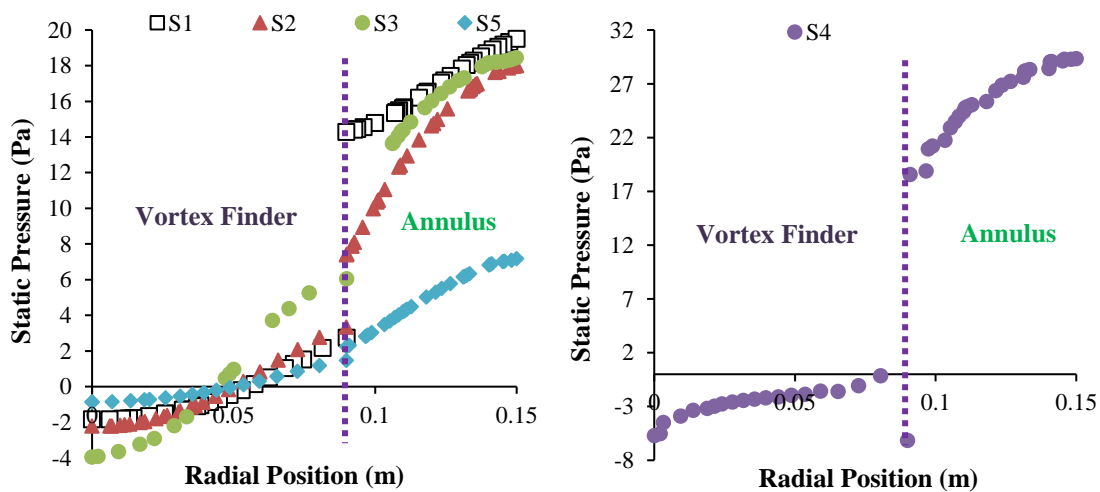 S1 S2 S3 S5
20
18
16
14
12
10
8
6
4
2
0
-2
-4
0 0.05 0.1 0.15
Static Pressure (Pa)
Vortex Finder
Annulus
Radial Position (m)
S4
32
27
22
17
12
7
2
-3
-8
0 0.05 0.1 0.15
Static Pressure (Pa)
Vortex Finder
Annulus
Radial Position (m)